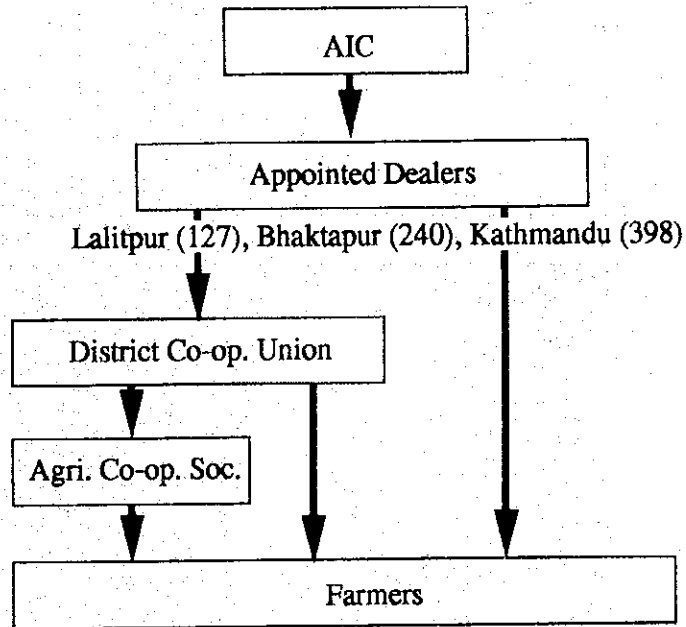 AIC
Appointed Dealers
Lalitpur (127), Bhaktapur (240), Kathmandu (398)
District Co-op. Union
Agri. Co-op. Soc.
Farmers